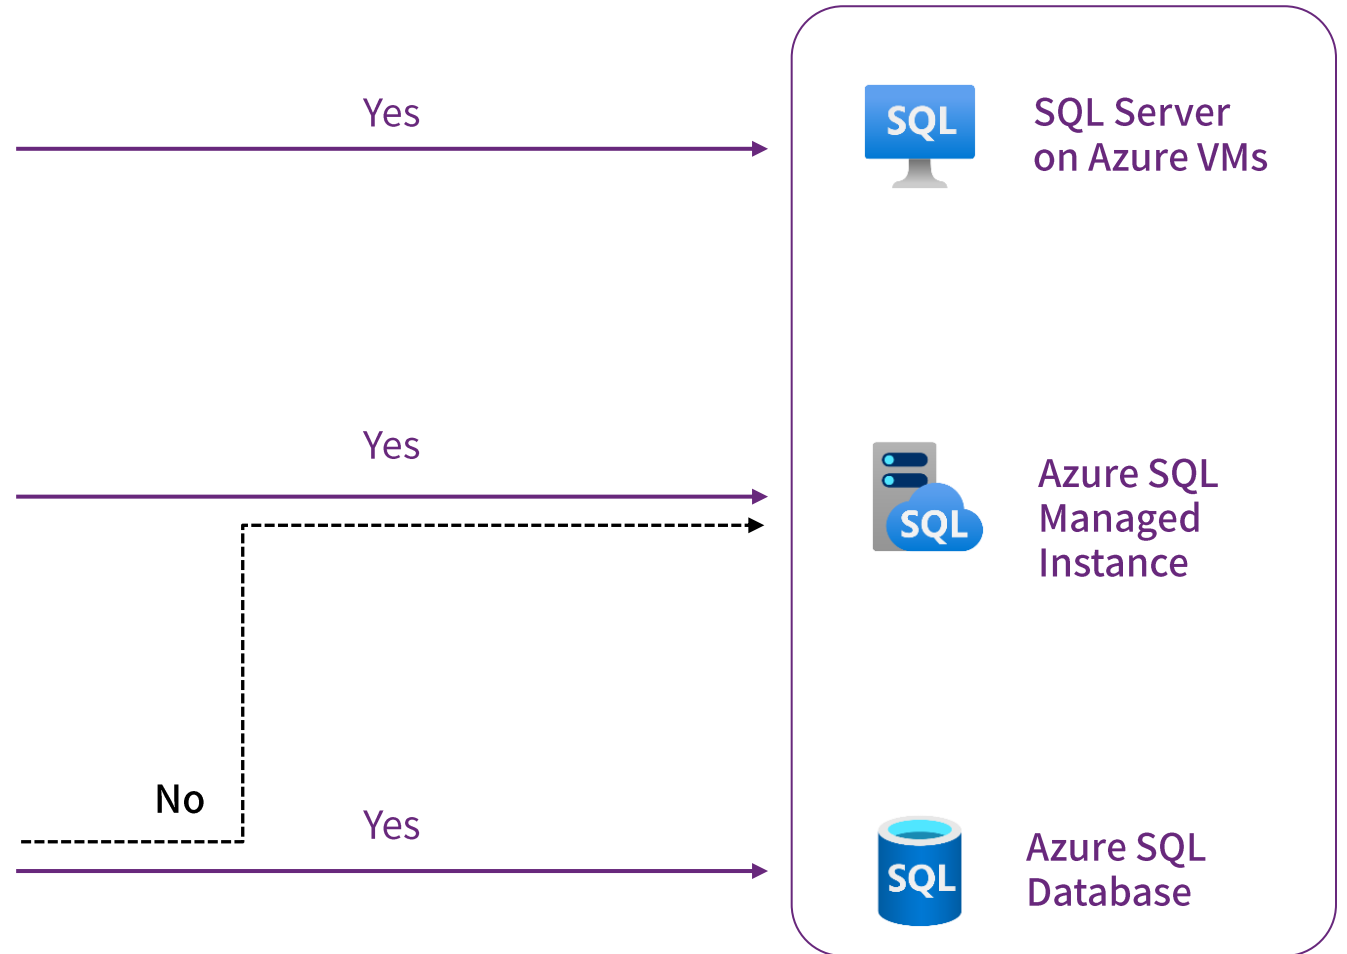 Yes
SQL
SQL Server
on Azure VMs
Yes
SQL
Azure SQL
Managed
Instance
No
Yes
SQL
Azure SQL
Database